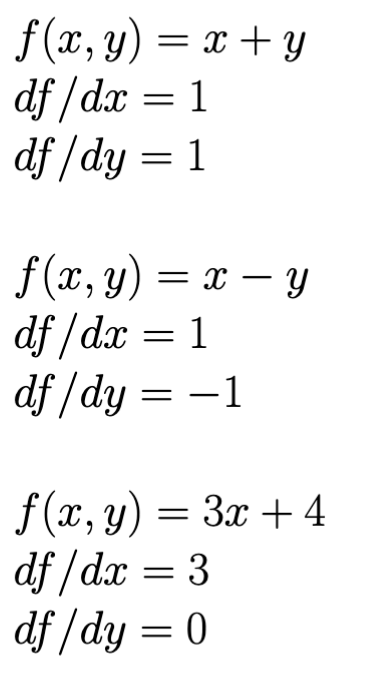 f(x, y) = x + y
df/dx = 1
df/dy = 1
f(x, y) = x − y
df/dx = 1
df/dy = −1
f(x, y) = 3x + 4
df/dx = 3
df/dy = 0